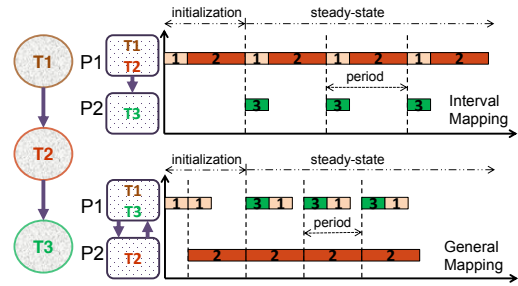 initialization steady-state
T1
P1 T1
T2
1 2 1 2 1 2 1 2
period
P2 T3
3 3 3
Interval
Mapping
T2
initialization steady-state
P1 T1
T3
1 1 3 1 3 1 3 1
period
T3
P2 T2
2 2 2 2
General
Mapping